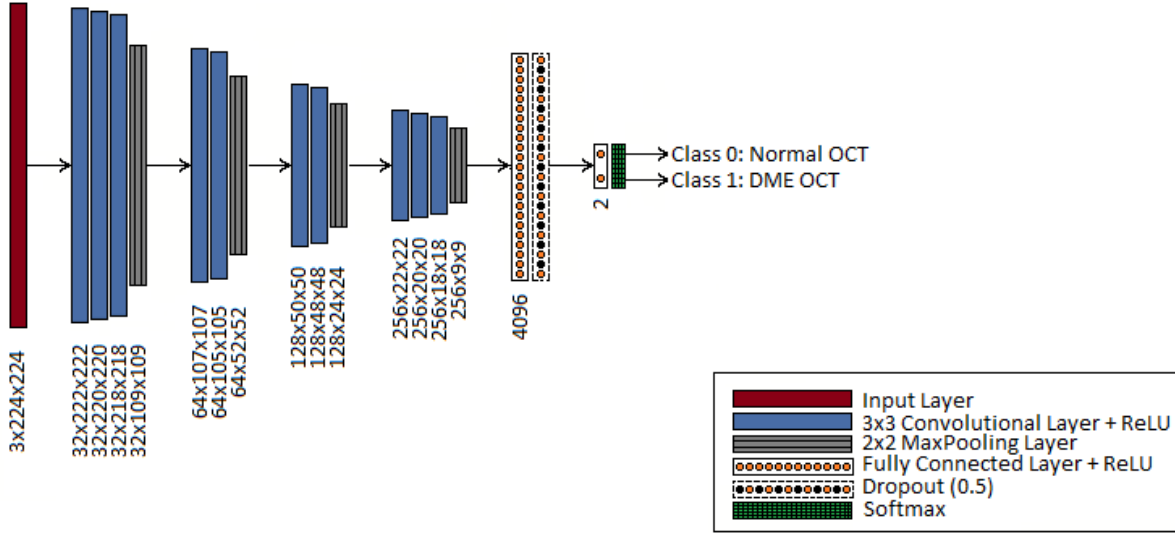 Class 0: Normal OCT
Class 1: DME OCT
3x224x224
32x222x222
32x220x220
32x218x218
32x109x109
64x107x107
64x105x105
64x52x52
128x50x50
128x48x48
128x24x24
256x22x22
256x20x20
256x18x18
256x9x9
4096
2
Input Layer
3x3 Convolutional Layer + ReLU
2x2 MaxPooling Layer
Fully Connected Layer + ReLU
Dropout (0.5)
Softmax